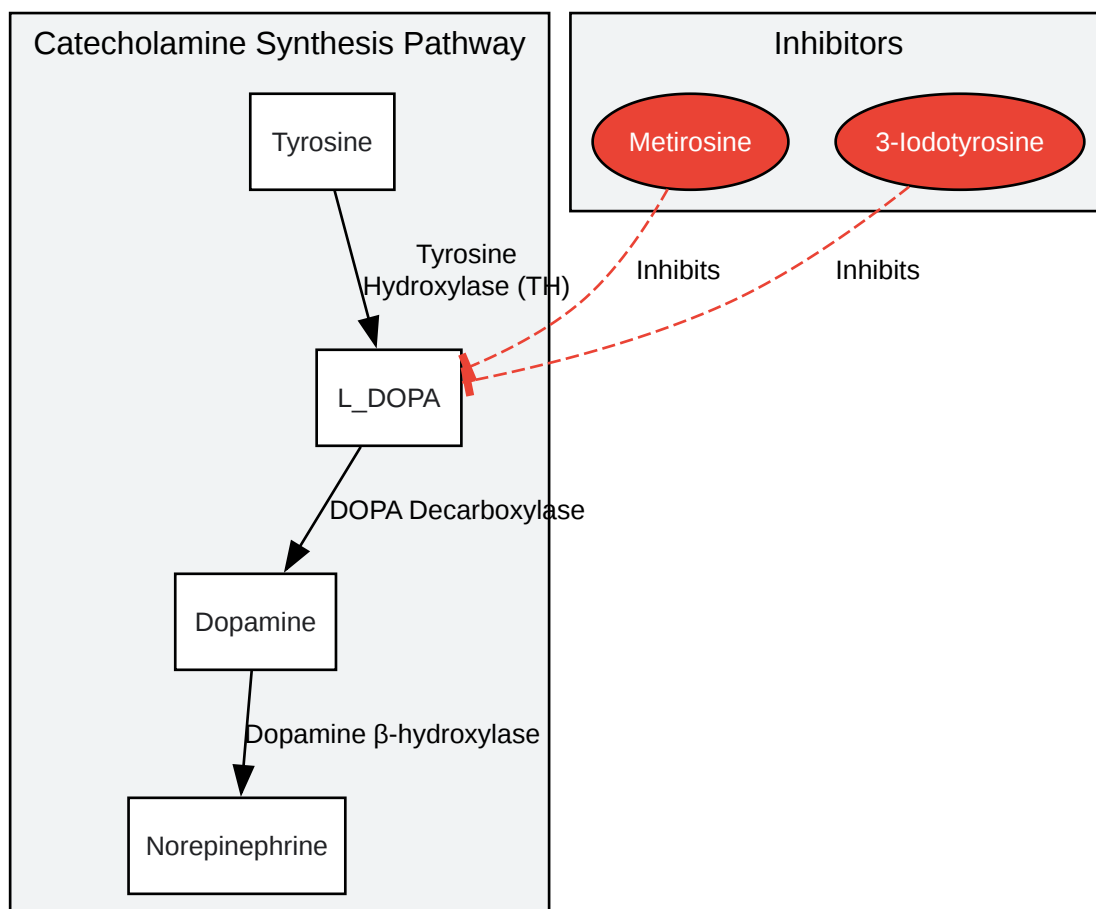 Catecholamine Synthesis Pathway
Inhibitors
Tyrosine
Metirosine
3-Iodotyrosine
Tyrosine
Hydroxylase (TH)
Inhibits
Inhibits
L_DOPA
DOPA Decarboxylase
Dopamine
Dopamine β-hydroxylase
Norepinephrine